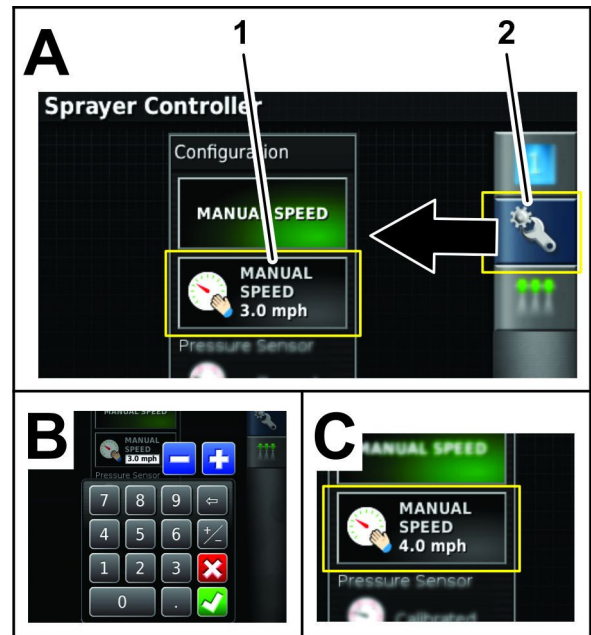 A
1
2
Sprayer Controller
1
Configuration
MANUAL SPEED
MANUAL
SPEED
3.0 mph
Pressure Sensor
B
MANUAL SPEED
MANUAL
SPEED
3.0 mph
Pressure Sensor
7 8 9
4 5 6 +/-
1 2 3
0 .
C
MANUAL SPEED
MANUAL
SPEED
4.0 mph
Pressure Sensor
Calibrated